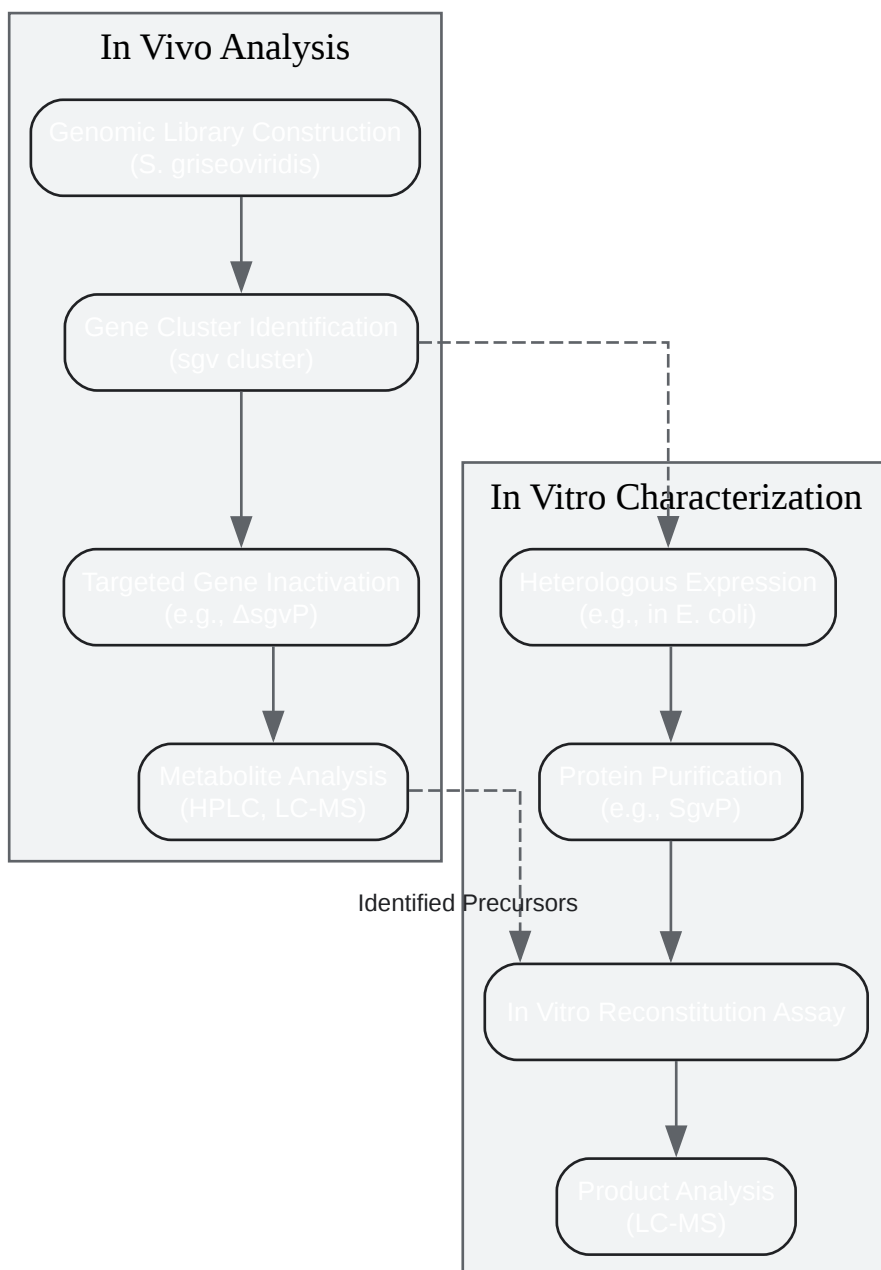 In Vivo Analysis
Genomic Library Construction
(S. griseoviridis)
Gene Cluster Identification
(sgv cluster)
Targeted Gene Inactivation
(e.g., ΔsgvP)
Metabolite Analysis
(HPLC, LC-MS)
Identified Precursors
In Vitro Characterization
Heterologous Expression
(e.g., in E. coli)
Protein Purification
(e.g., SgvP)
In Vitro Reconstitution Assay
Product Analysis
(LC-MS)